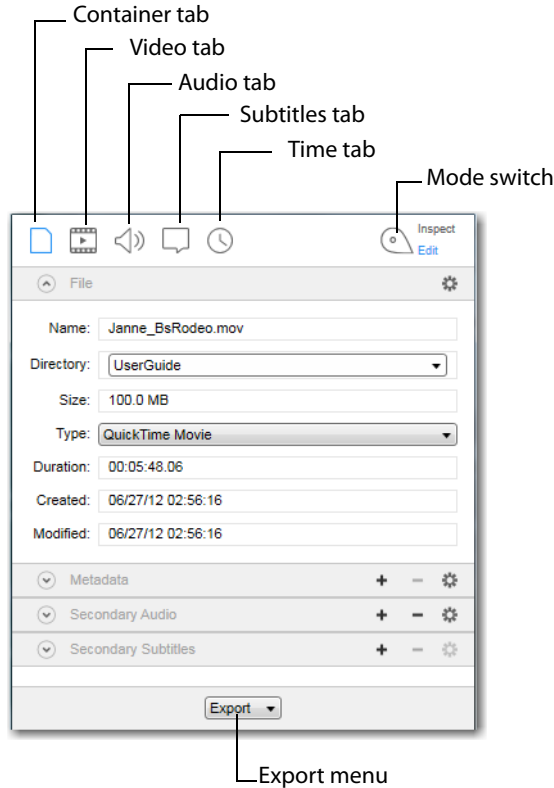 Container tab
Video tab
Audio tab
Subtitles tab
Time tab
Mode switch
Inspect
Edit
File
Name: Janne_BsRodeo.mov
Directory: UserGuide
Size: 100.0 MB
Type: QuickTime Movie
Duration: 00:05:48.06
Created: 06/27/12 02:56:16
Modified: 06/27/12 02:56:16
Metadata
Secondary Audio
Secondary Subtitles
Export
Export menu